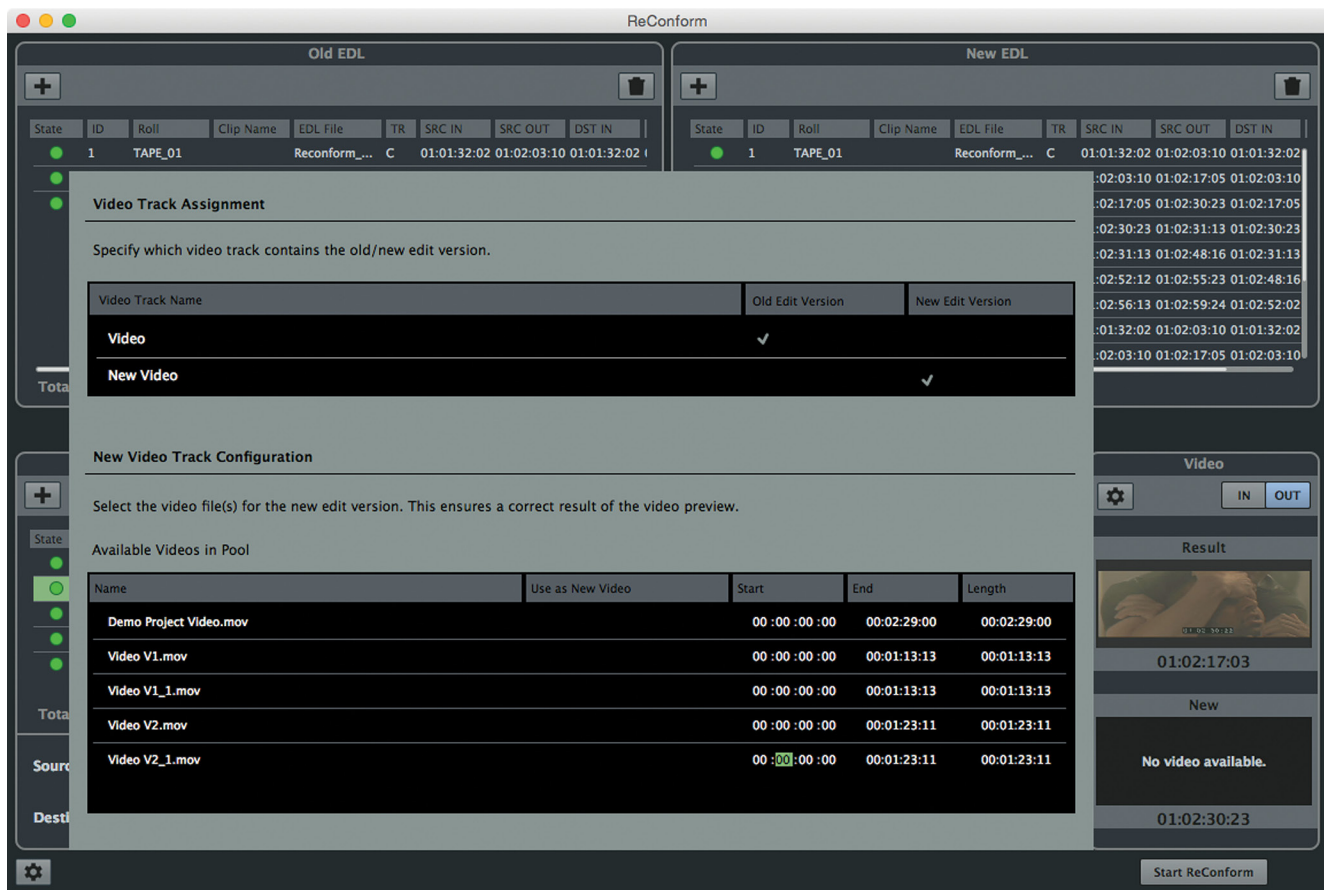 ReConform
Old EDL
New EDL
State ID Roll Clip Name EDL File TR SRC IN SRC OUT DST IN
1 TAPE_01 Reconform_... C 01:01:32:02 01:02:03:10 01:01:32:02
State ID Roll Clip Name EDL File TR SRC IN SRC OUT DST IN
1 TAPE_01 Reconform_... C 01:01:32:02 01:02:03:10 01:01:32:02
:02:03:10 01:02:17:05 01:02:03:10
:02:17:05 01:02:30:23 01:02:17:05
:02:30:23 01:02:31:13 01:02:30:23
:02:31:13 01:02:48:16 01:02:31:13
:02:52:12 01:02:55:23 01:02:48:16
:02:56:13 01:02:59:24 01:02:52:02
:01:32:02 01:02:03:10 01:01:32:02
:02:03:10 01:02:17:05 01:02:03:10
Tota
Video Track Assignment
Specify which video track contains the old/new edit version.
Video Track Name Old Edit Version New Edit Version
Video
New Video
New Video Track Configuration
Select the video file(s) for the new edit version. This ensures a correct result of the video preview.
Available Videos in Pool
Name Use as New Video Start End Length
Demo Project Video.mov 00 :00 :00 :00 00:02:29:00 00:02:29:00
Video V1.mov 00 :00 :00 :00 00:01:13:13 00:01:13:13
Video V1_1.mov 00 :00 :00 :00 00:01:13:13 00:01:13:13
Video V2.mov 00 :00 :00 :00 00:01:23:11 00:01:23:11
Video V2_1.mov 00 :00 :00 :00 00:01:23:11 00:01:23:11
State
Tota
Sourc
Desti
Video
IN OUT
Result
01:02:17:03
New
No video available.
01:02:30:23
Start ReConform